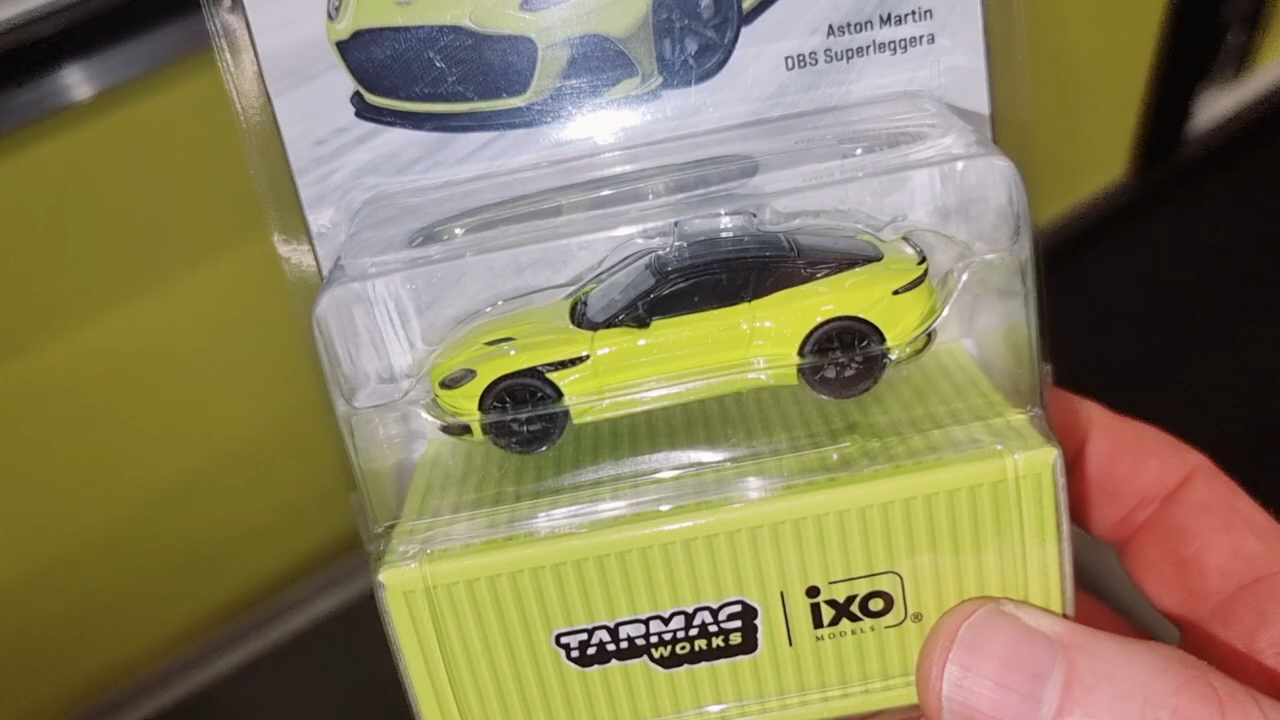 Aston Martin
DBS Superleggera
TARMAC
WORKS
ixo ®
MODELS